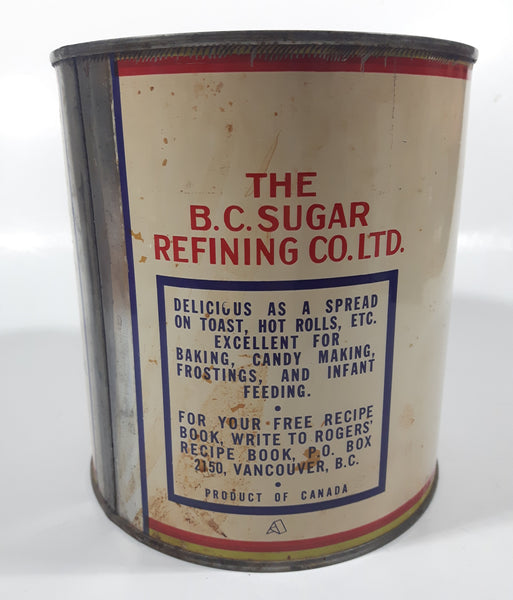 THE
B.C. SUGAR
REFINING CO. LTD.
DELICIOUS AS A SPREAD
ON TOAST, HOT ROLLS, ETC.
EXCELLENT FOR
BAKING, CANDY MAKING,
FROSTINGS, AND INFANT
FEEDING.
•
FOR YOUR FREE RECIPE
BOOK, WRITE TO ROGERS'
RECIPE BOOK, P.O. BOX
2150, VANCOUVER, B.C.
•
PRODUCT OF CANADA